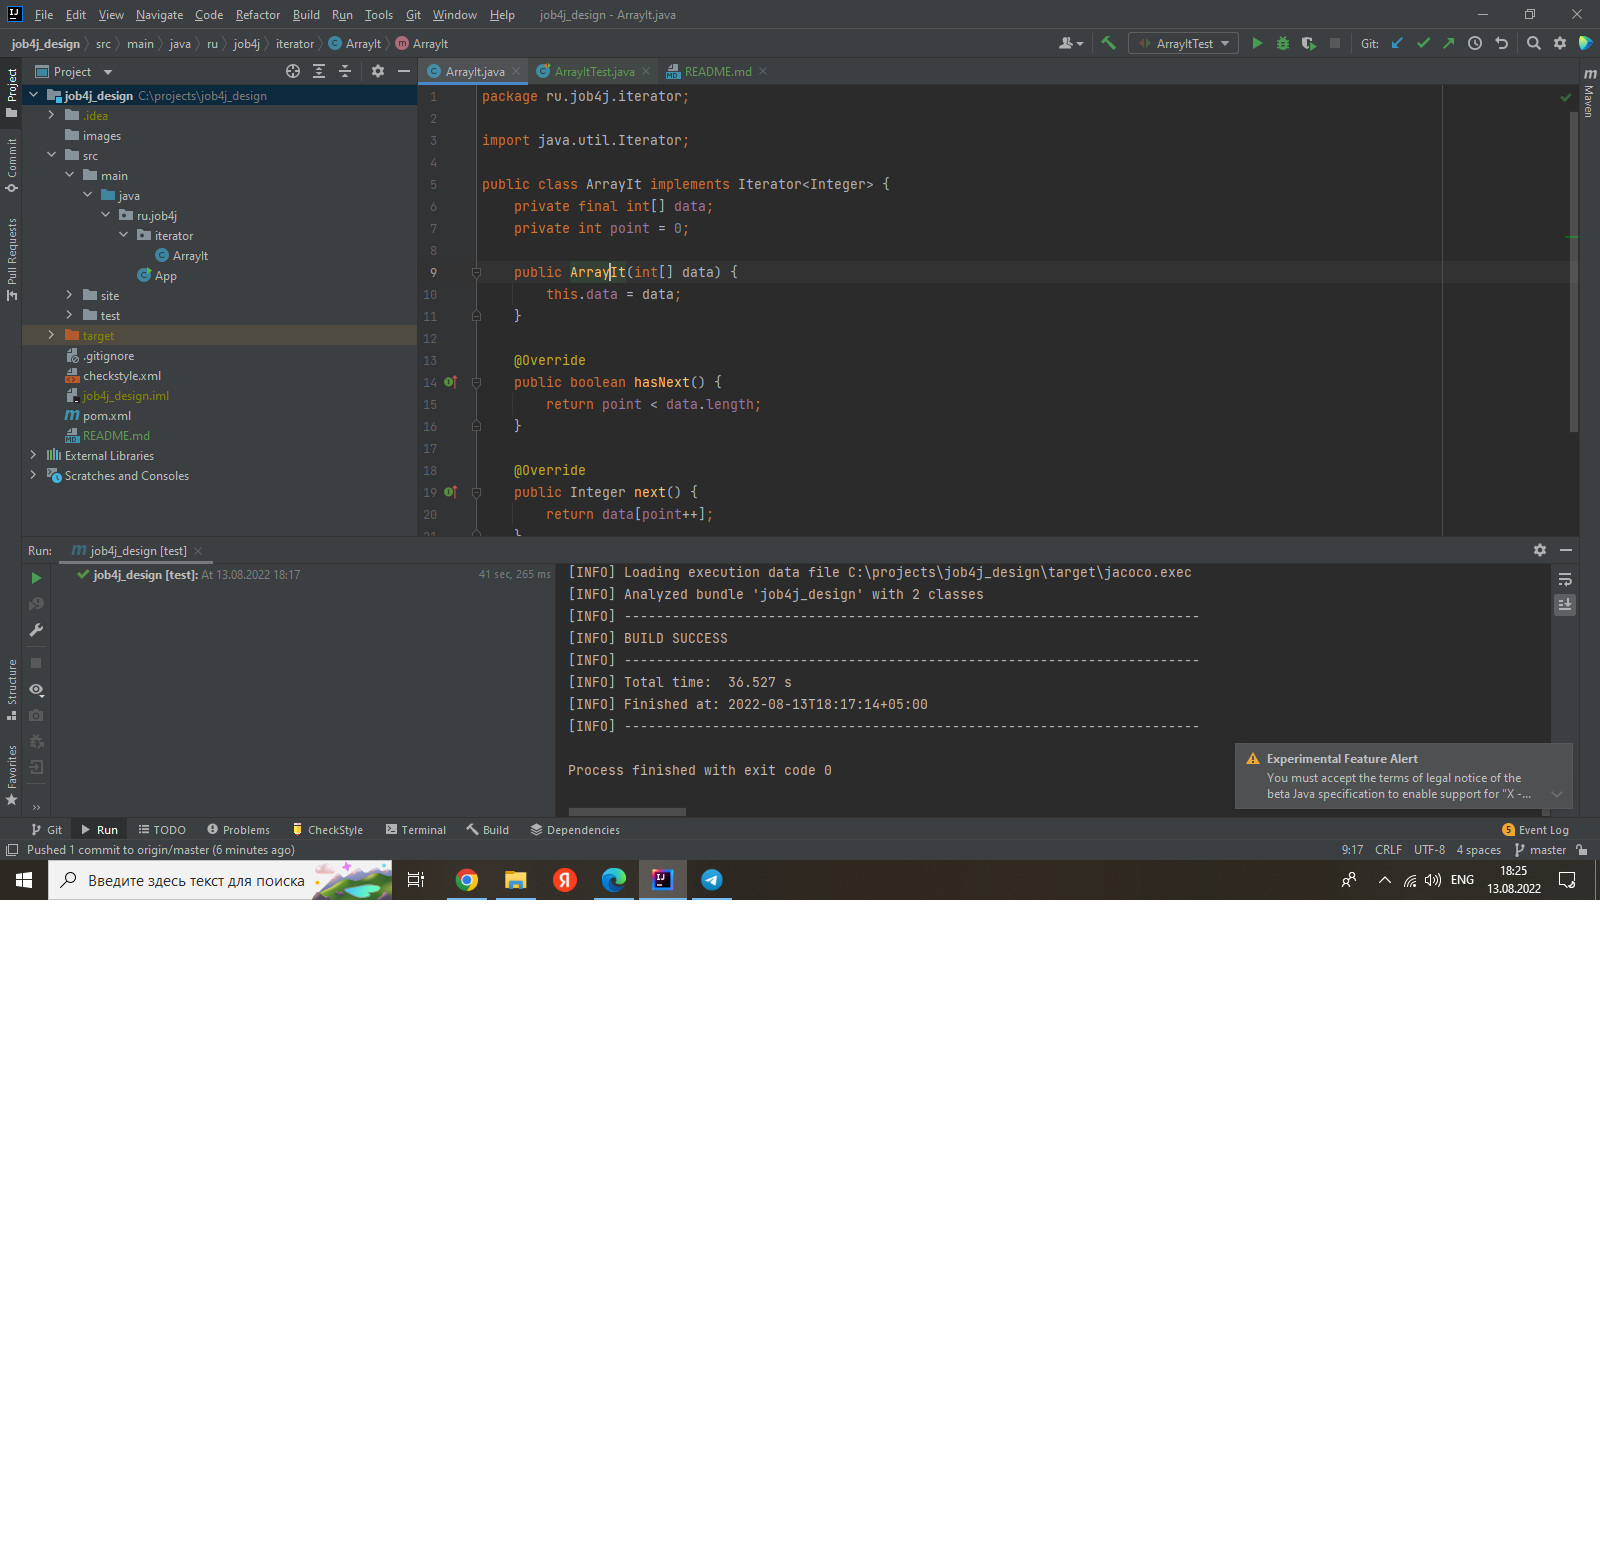 File Edit View Navigate Code Refactor Build Run Tools Git Window Help job4j_design - ArrayIt.java
job4j_design src main java ru job4j iterator ArrayIt ArrayIt ArrayItTest Git:
Project ArrayIt.java ArrayItTest.java README.md
Project
Commit
Pull Requests
Structure
Favorites
Maven
job4j_design C:\projects\job4j_design
.idea
images
src
main
java
ru.job4j
iterator
ArrayIt
App
site
test
target
.gitignore
checkstyle.xml
job4j_design.iml
pom.xml
README.md
External Libraries
Scratches and Consoles
1 package ru.job4j.iterator;
2
3 import java.util.Iterator;
4
5 public class ArrayIt implements Iterator<Integer> {
6 private final int[] data;
7 private int point = 0;
8
9 public ArrayIt(int[] data) {
10 this.data = data;
11 }
12
13 @Override
14 public boolean hasNext() {
15 return point < data.length;
16 }
17
18 @Override
19 public Integer next() {
20 return data[point++];
21 }
Run: job4j_design [test]
job4j_design [test]: At 13.08.2022 18:17 41 sec, 265 ms
[INFO] Loading execution data file C:\projects\job4j_design\target\jacoco.exec
[INFO] Analyzed bundle 'job4j_design' with 2 classes
[INFO] ------------------------------------------------------------------------
[INFO] BUILD SUCCESS
[INFO] ------------------------------------------------------------------------
[INFO] Total time:  36.527 s
[INFO] Finished at: 2022-08-13T18:17:14+05:00
[INFO] ------------------------------------------------------------------------
Process finished with exit code 0
Experimental Feature Alert
You must accept the terms of legal notice of the
beta Java specification to enable support for "X -...
Git Run TODO Problems CheckStyle Terminal Build Dependencies 5 Event Log
Pushed 1 commit to origin/master (6 minutes ago) 9:17 CRLF UTF-8 4 spaces master
Введите здесь текст для поиска ENG 18:25
13.08.2022